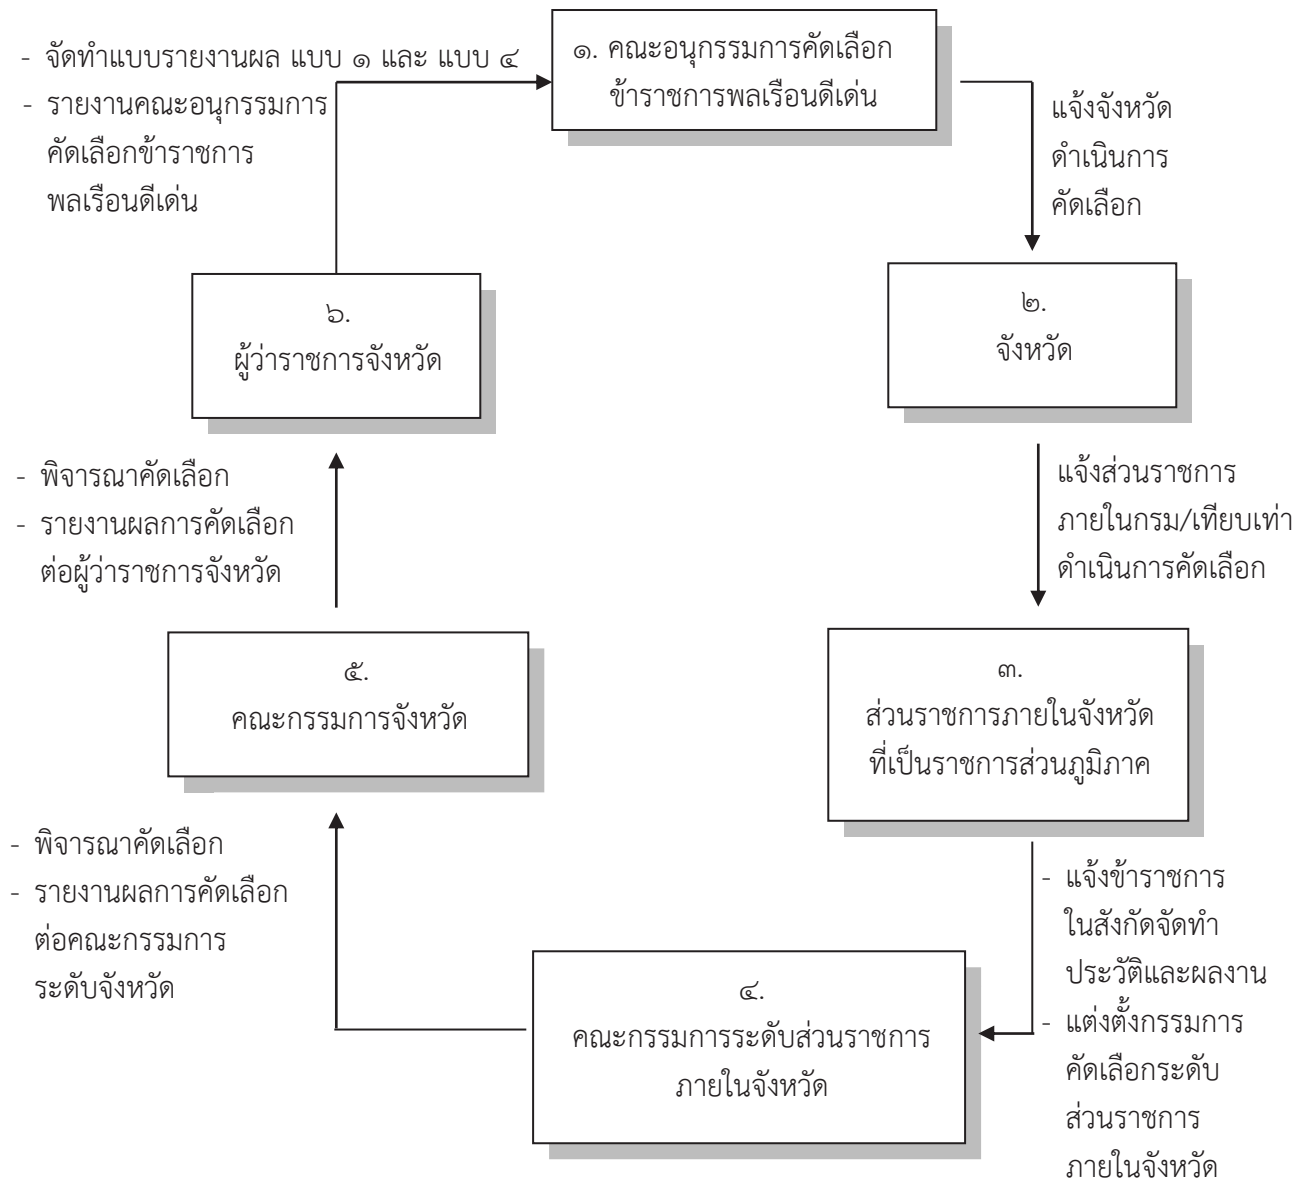 ๑. คณะอนุกรรมการคัดเลือก
ข้าราชการพลเรือนดีเด่น
แจ้งจังหวัด
ดำเนินการ
คัดเลือก
๒.
จังหวัด
แจ้งส่วนราชการ
ภายในกรม/เทียบเท่า
ดำเนินการคัดเลือก
๓.
ส่วนราชการภายในจังหวัด
ที่เป็นราชการส่วนภูมิภาค
- แจ้งข้าราชการ
ในสังกัดจัดทำ
ประวัติและผลงาน
- แต่งตั้งกรรมการ
คัดเลือกระดับ
ส่วนราชการ
ภายในจังหวัด
๔.
คณะกรรมการระดับส่วนราชการ
ภายในจังหวัด
- พิจารณาคัดเลือก
- รายงานผลการคัดเลือก
ต่อคณะกรรมการ
ระดับจังหวัด
๕.
คณะกรรมการจังหวัด
- พิจารณาคัดเลือก
- รายงานผลการคัดเลือก
ต่อผู้ว่าราชการจังหวัด
๖.
ผู้ว่าราชการจังหวัด
- จัดทำแบบรายงานผล แบบ ๑ และ แบบ ๔
- รายงานคณะอนุกรรมการ
คัดเลือกข้าราชการ
พลเรือนดีเด่น